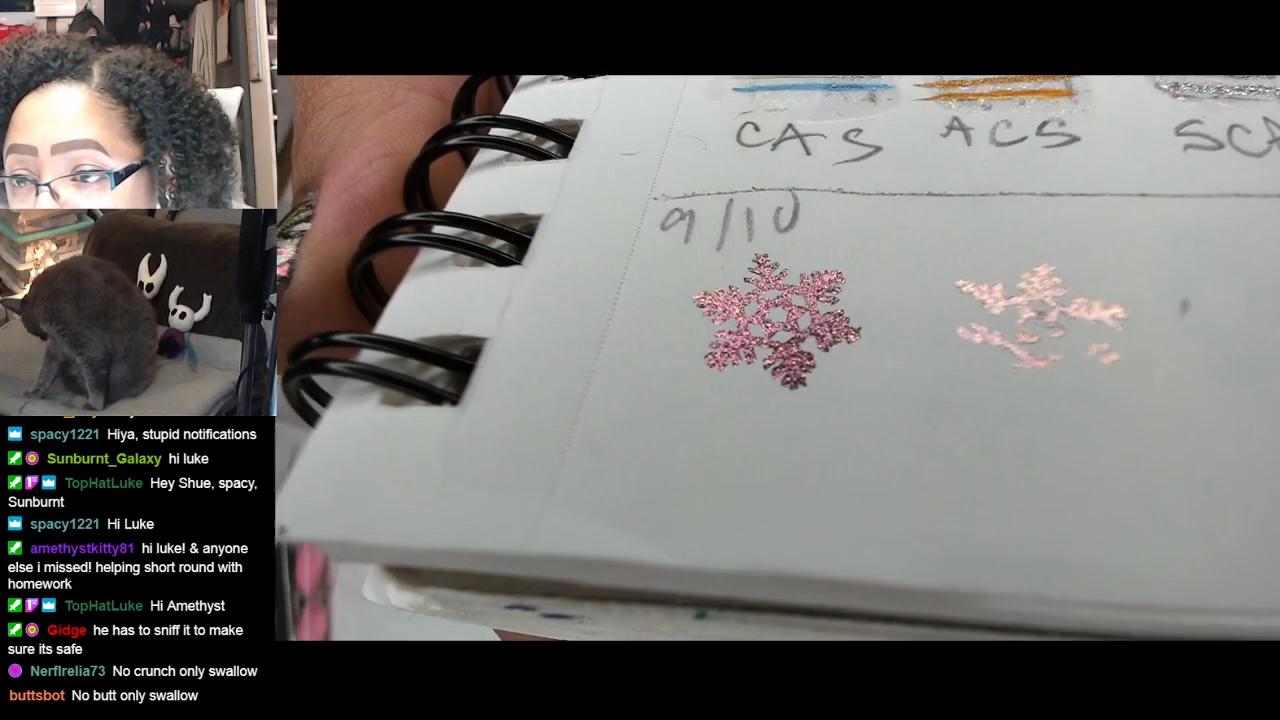 CAS ACS
9/10
spacy1221 Hiya, stupid notifications
Sunburnt_Galaxy hi luke
TopHatLuke Hey Shue, spacy,
Sunburnt
spacy1221 Hi Luke
amethystkitty81 hi luke! & anyone
else i missed! helping short round with
homework
TopHatLuke Hi Amethyst
Gidge he has to sniff it to make
sure its safe
NerfIrelia73 No crunch only swallow
buttsbot No butt only swallow